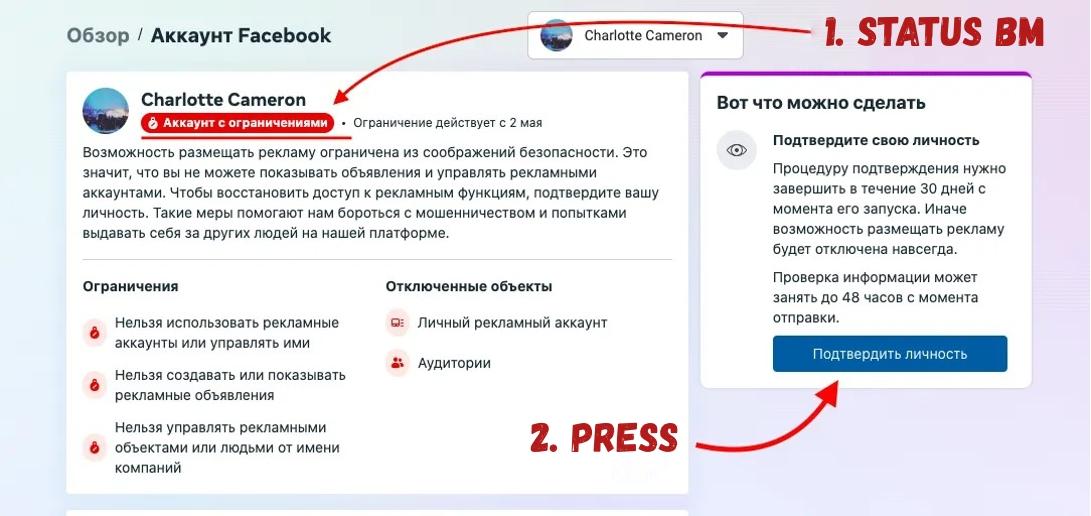 Обзор / Аккаунт Facebook
Charlotte Cameron
1. STATUS BM
Charlotte Cameron
Аккаунт с ограничениями • Ограничение действует с 2 мая
Возможность размещать рекламу ограничена из соображений безопасности. Это
значит, что вы не можете показывать объявления и управлять рекламными
аккаунтами. Чтобы восстановить доступ к рекламным функциям, подтвердите вашу
личность. Такие меры помогают нам бороться с мошенничеством и попытками
выдавать себя за других людей на нашей платформе.
Ограничения
Нельзя использовать рекламные
аккаунты или управлять ими
Нельзя создавать или показывать
рекламные объявления
Нельзя управлять рекламными
объектами или людьми от имени
компаний
Отключенные объекты
Личный рекламный аккаунт
Аудитории
2. PRESS
Вот что можно сделать
Подтвердите свою личность
Процедуру подтверждения нужно
завершить в течение 30 дней с
момента его запуска. Иначе
возможность размещать рекламу
будет отключена навсегда.
Проверка информации может
занять до 48 часов с момента
отправки.
Подтвердить личность